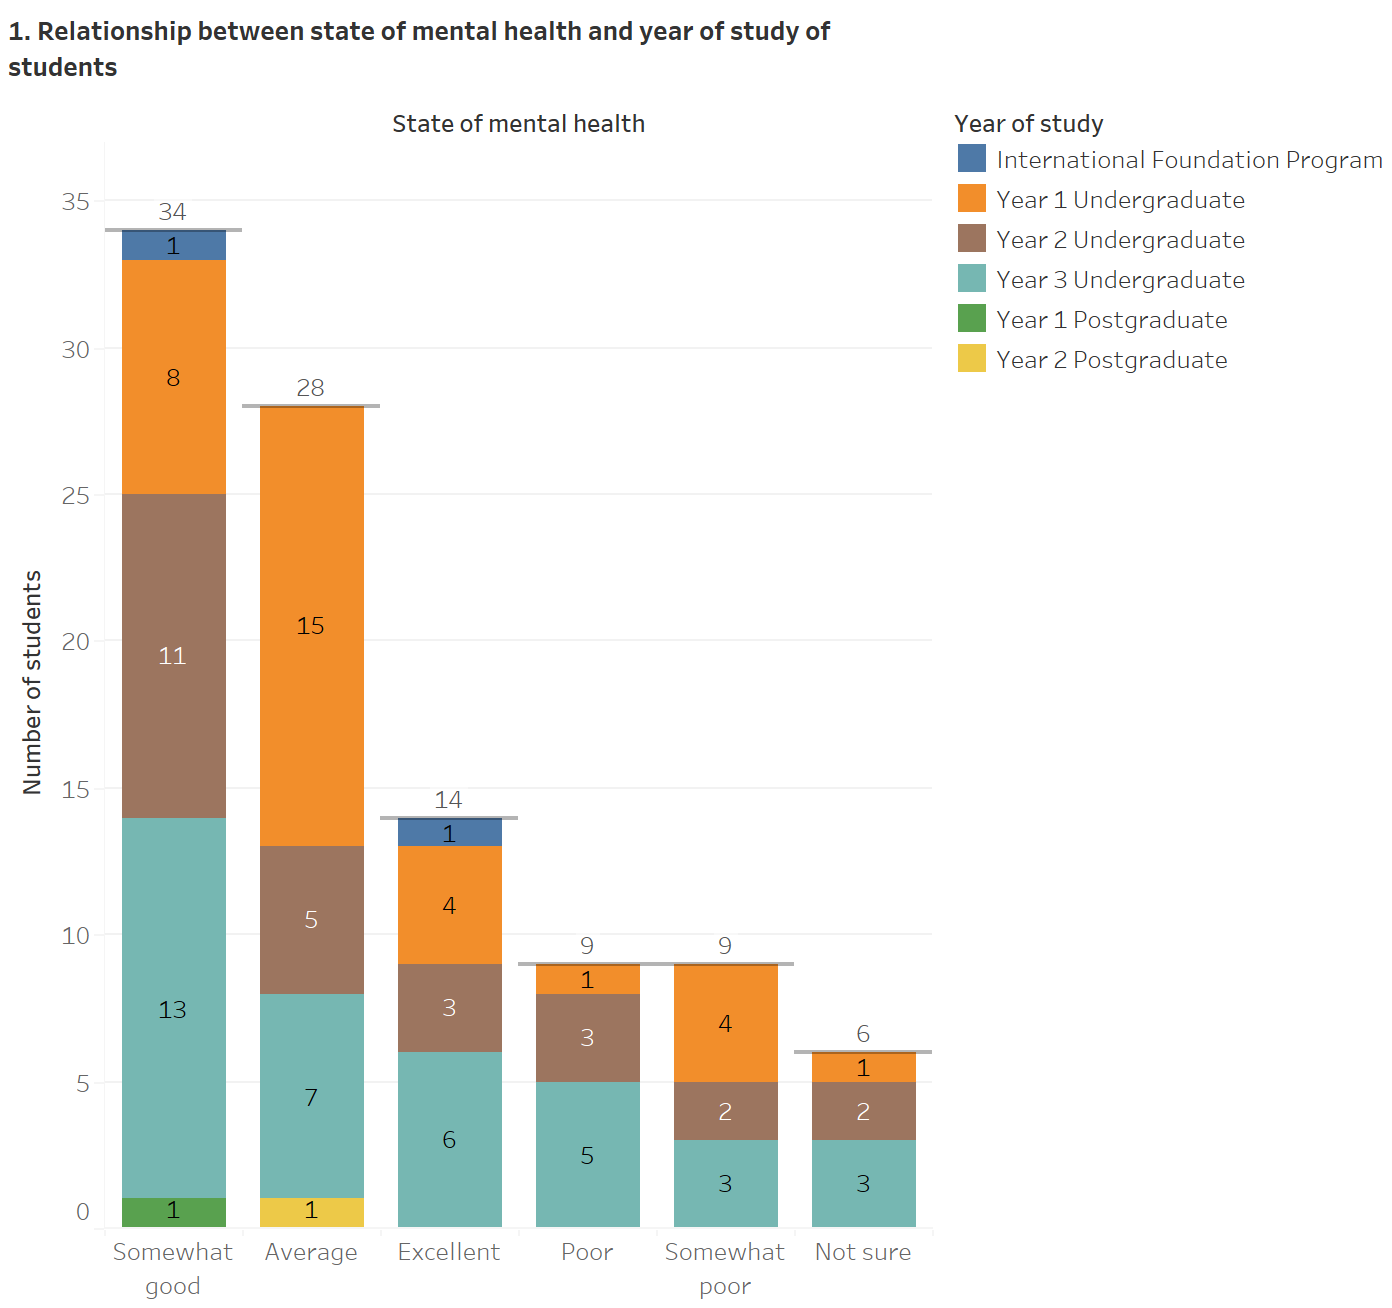 1. Relationship between state of mental health and year of study of
students
State of mental health
Year of study
International Foundation Program
Year 1 Undergraduate
Year 2 Undergraduate
Year 3 Undergraduate
Year 1 Postgraduate
Year 2 Postgraduate
Number of students
35
30
25
20
15
10
5
0
34
1
8
11
13
1
28
15
5
7
1
14
1
4
3
6
9
1
3
5
9
4
2
3
6
1
2
3
Somewhat
good
Average
Excellent
Poor
Somewhat
poor
Not sure